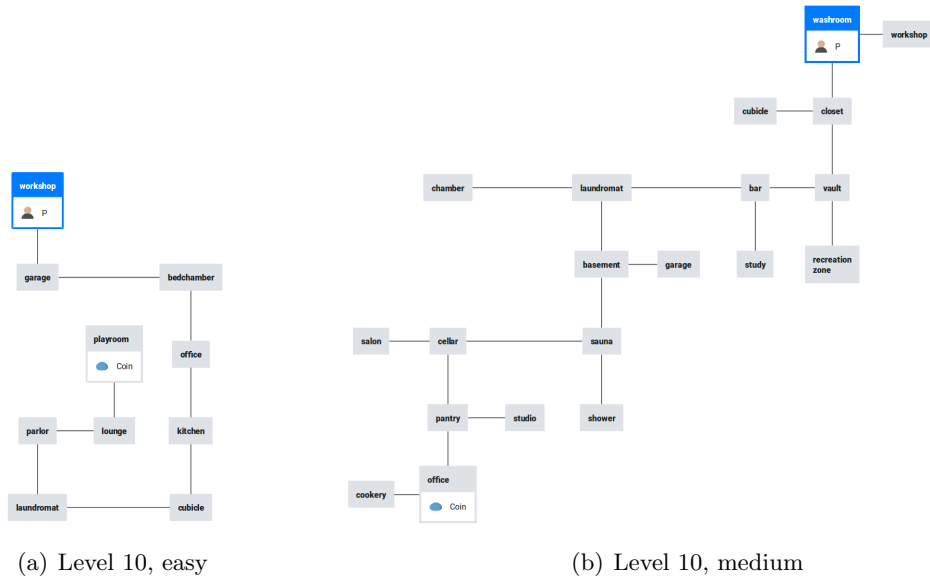 washroom
P
workshop
cubicle
closet
workshop
P
chamber
laundromat
bar
vault
garage
bedchamber
basement
garage
study
recreation
zone
playroom
Coin
office
salon
cellar
sauna
parlor
lounge
kitchen
pantry
studio
shower
laundromat
cubicle
cookery
office
Coin
(a) Level 10, easy
(b) Level 10, medium